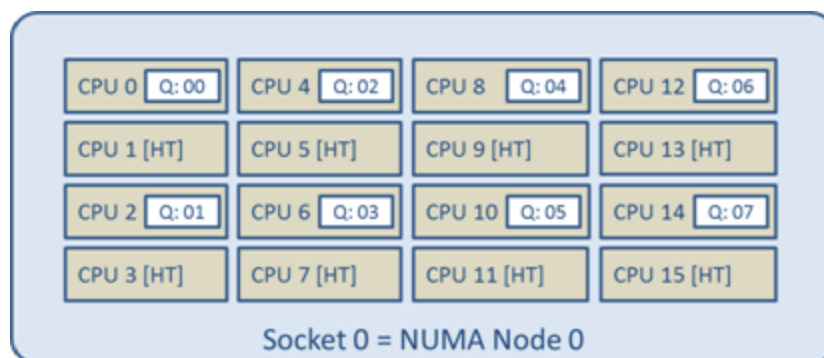 CPU 0 Q: 00 CPU 4 Q: 02 CPU 8 Q: 04 CPU 12 Q: 06
CPU 1 [HT] CPU 5 [HT] CPU 9 [HT] CPU 13 [HT]
CPU 2 Q: 01 CPU 6 Q: 03 CPU 10 Q: 05 CPU 14 Q: 07
CPU 3 [HT] CPU 7 [HT] CPU 11 [HT] CPU 15 [HT]
Socket 0 = NUMA Node 0